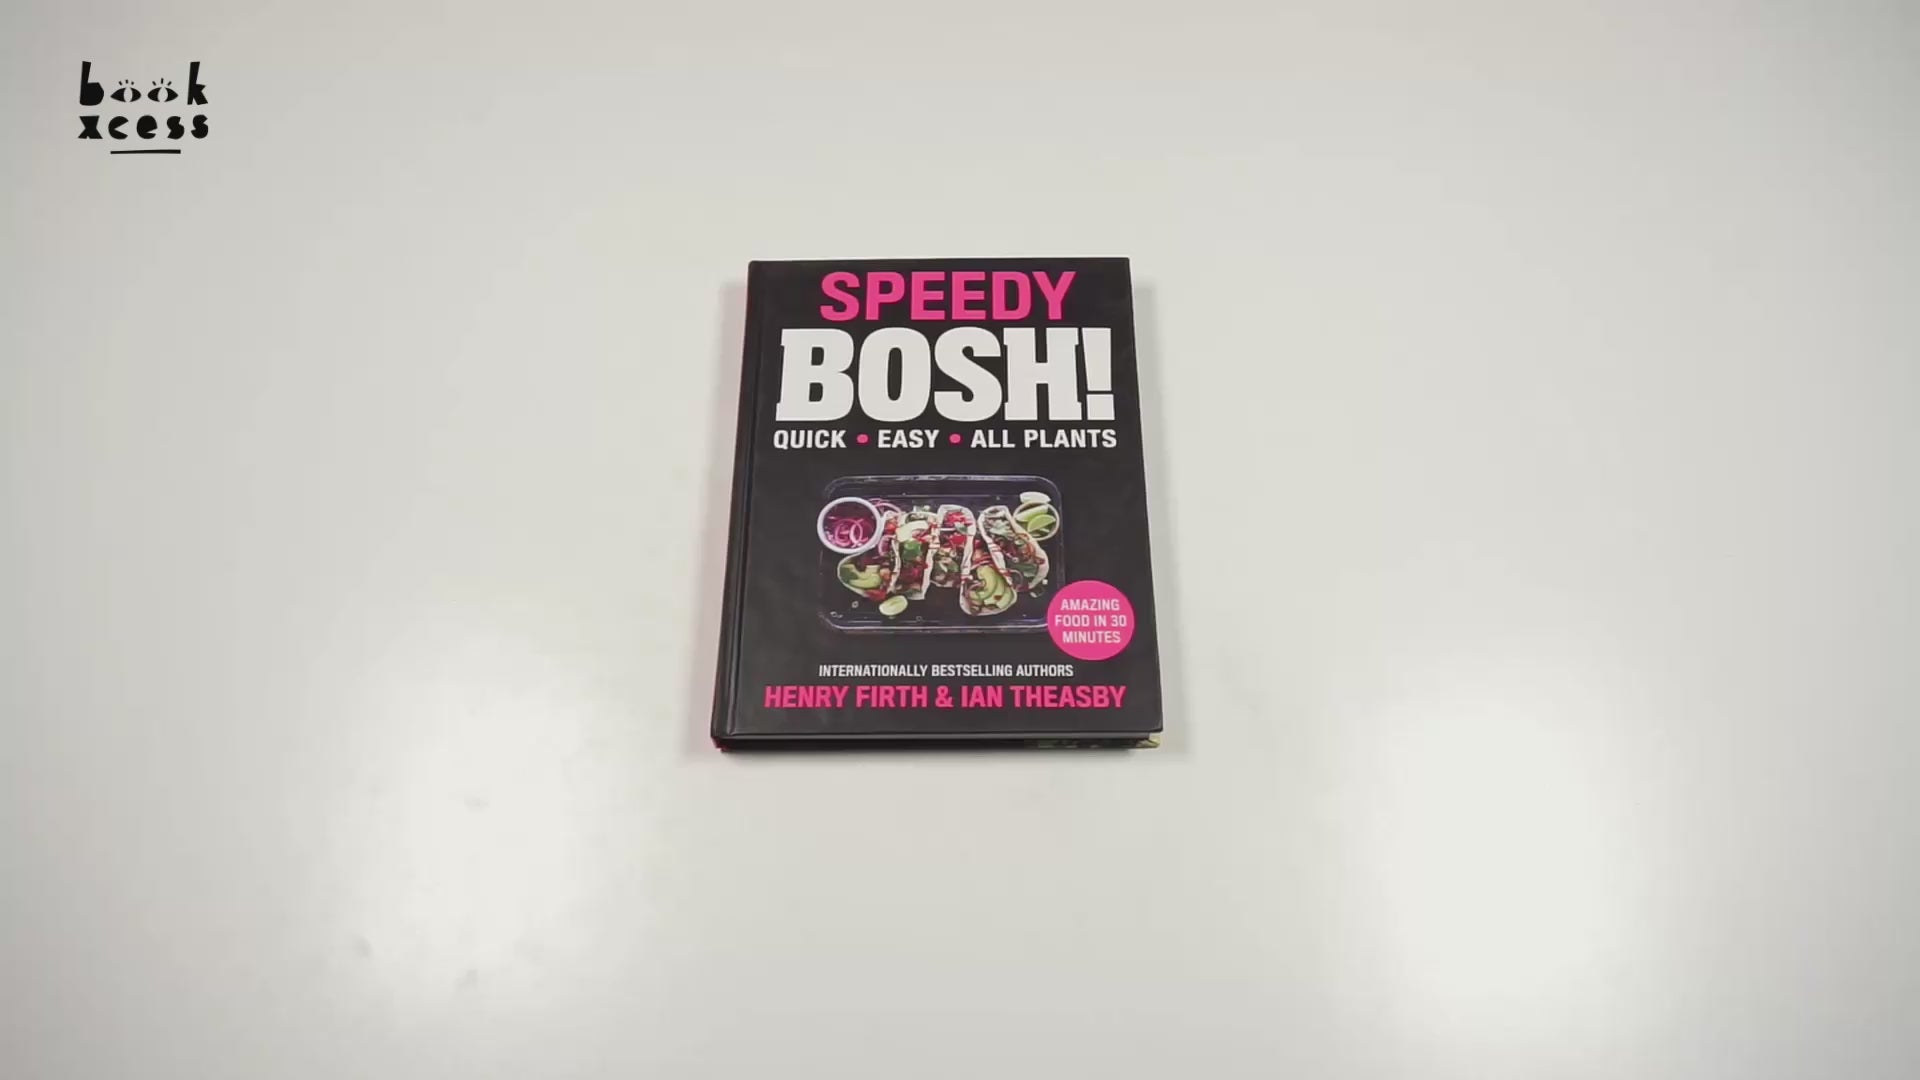 book
xcess
SPEEDY
BOSH!
QUICK • EASY • ALL PLANTS
AMAZING
FOOD IN 30
MINUTES
INTERNATIONALLY BESTSELLING AUTHORS
HENRY FIRTH & IAN THEASBY